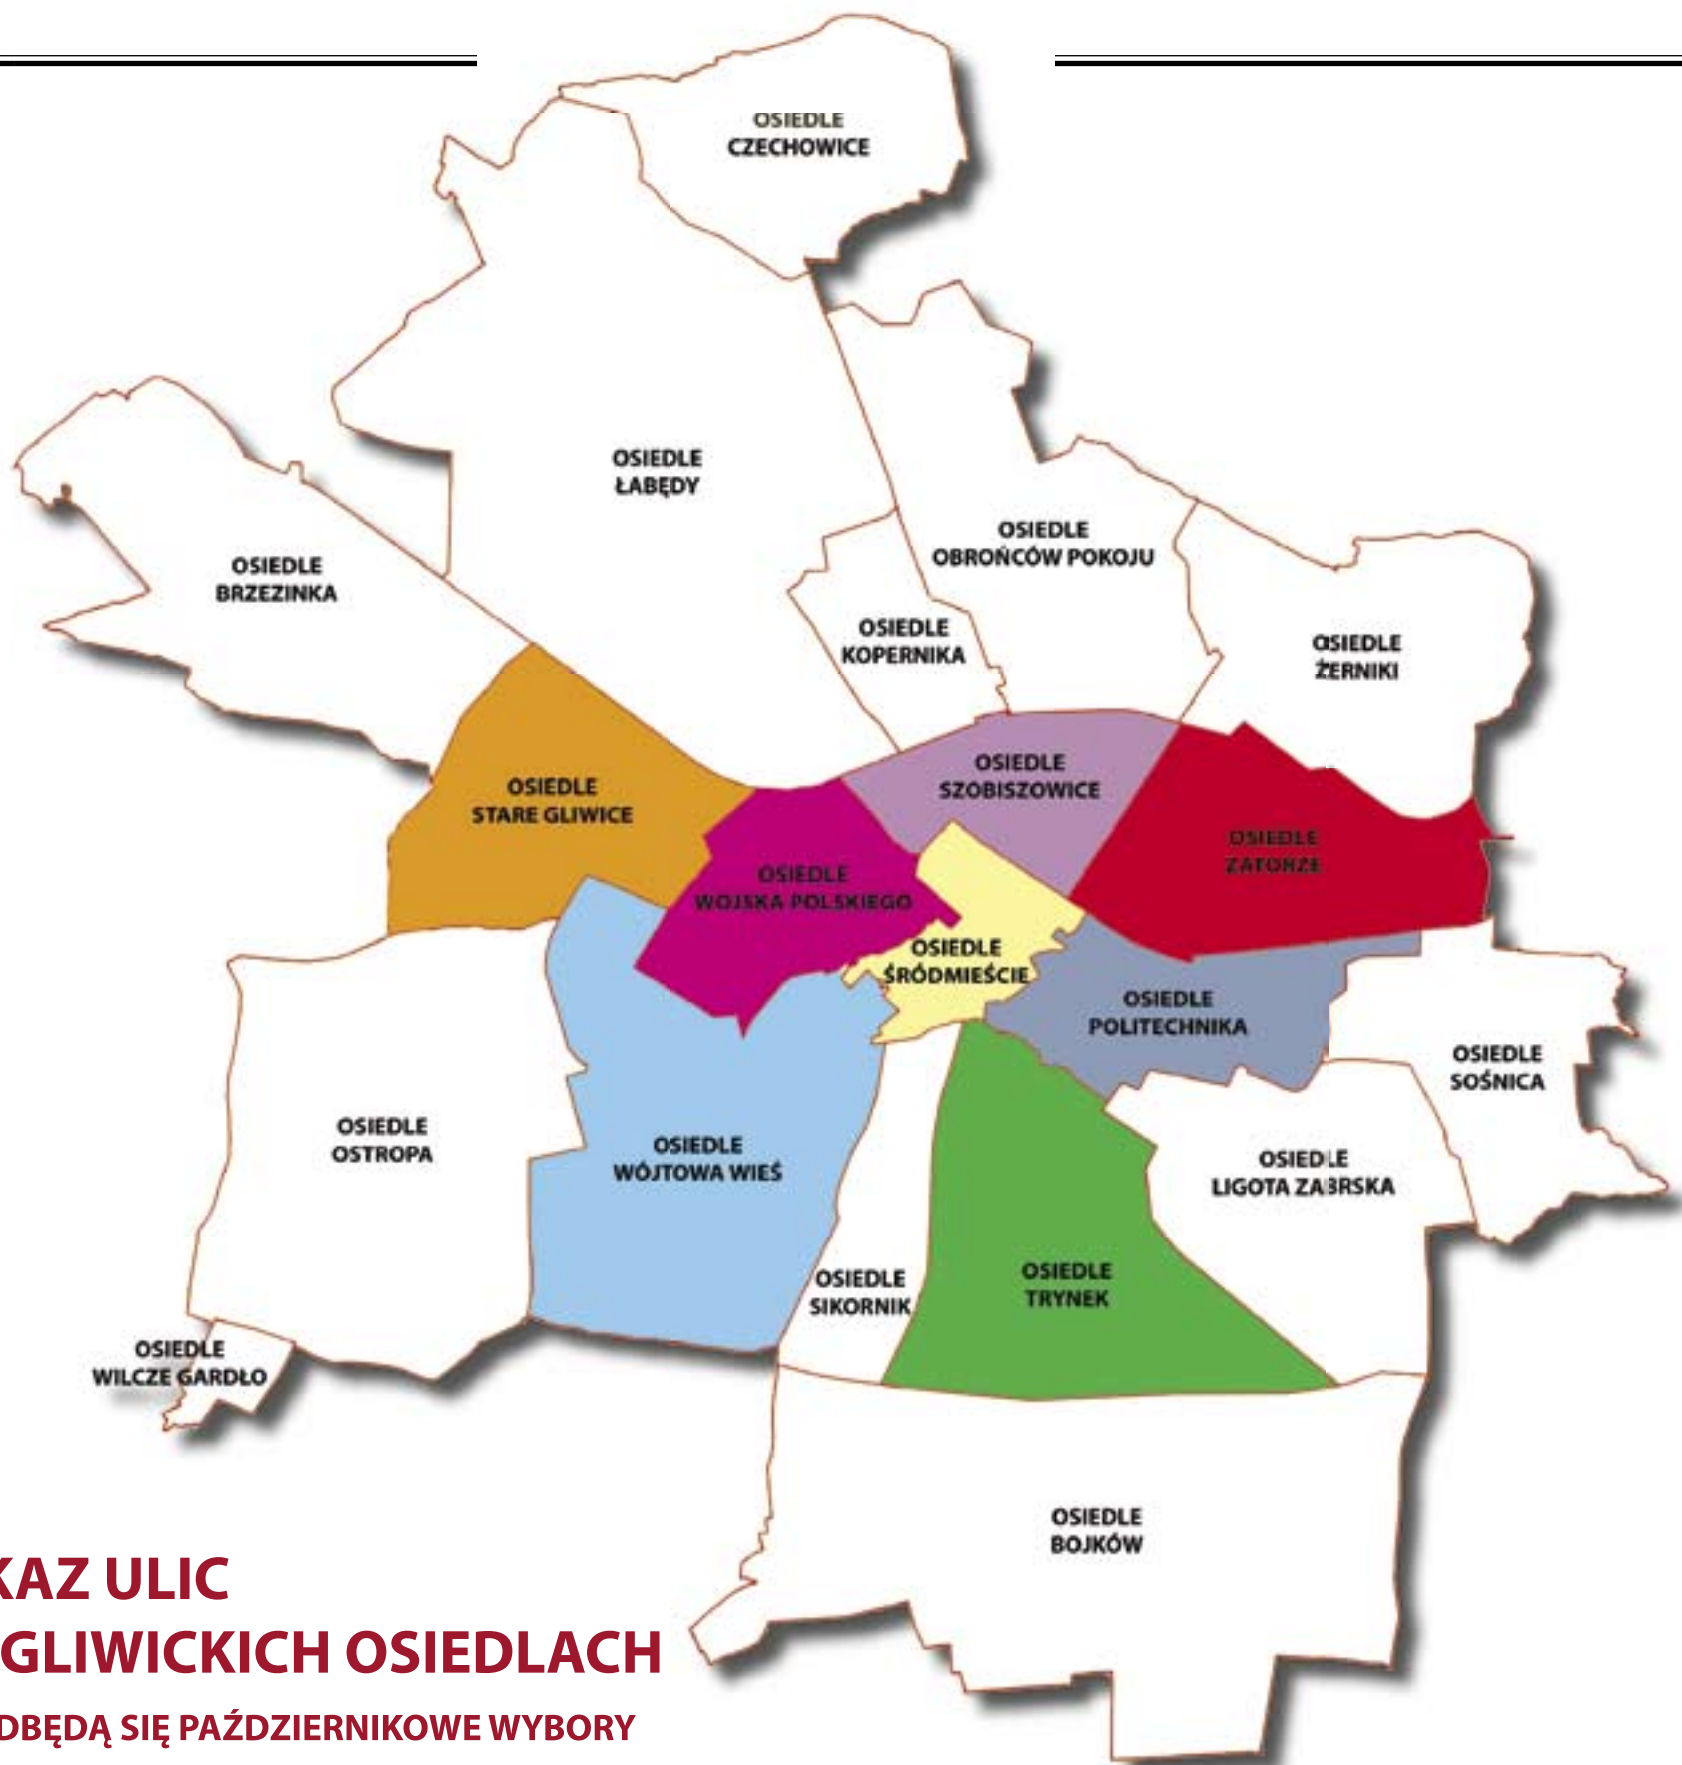 OSIEDLE
CZECHOWICE
OSIEDLE
ŁABĘDY
OSIEDLE
OBROŃCÓW POKOJU
OSIEDLE
BRZEZINKA
OSIEDLE
KOPERNIKA
OSIEDLE
ŻERNIKI
OSIEDLE
SZOBISZOWICE
OSIEDLE
STARE GLIWICE
OSIEDLE
ZATORZE
OSIEDLE
WOJSKA POLSKIEGO
OSIEDLE
ŚRÓDMIEŚCIE
OSIEDLE
POLITECHNIKA
OSIEDLE
SOŚNICA
OSIEDLE
OSTROPA
OSIEDLE
WÓJTOWA WIEŚ
OSIEDLE
LIGOTA ZABRSKA
OSIEDLE
SIKORNIK
OSIEDLE
TRYNEK
OSIEDLE
WILCZE GARDŁO
OSIEDLE
BOJKÓW
KAZ ULIC
GLIWICKICH OSIEDLACH
DBĘDĄ SIĘ PAŹDZIERNIKOWE WYBORY